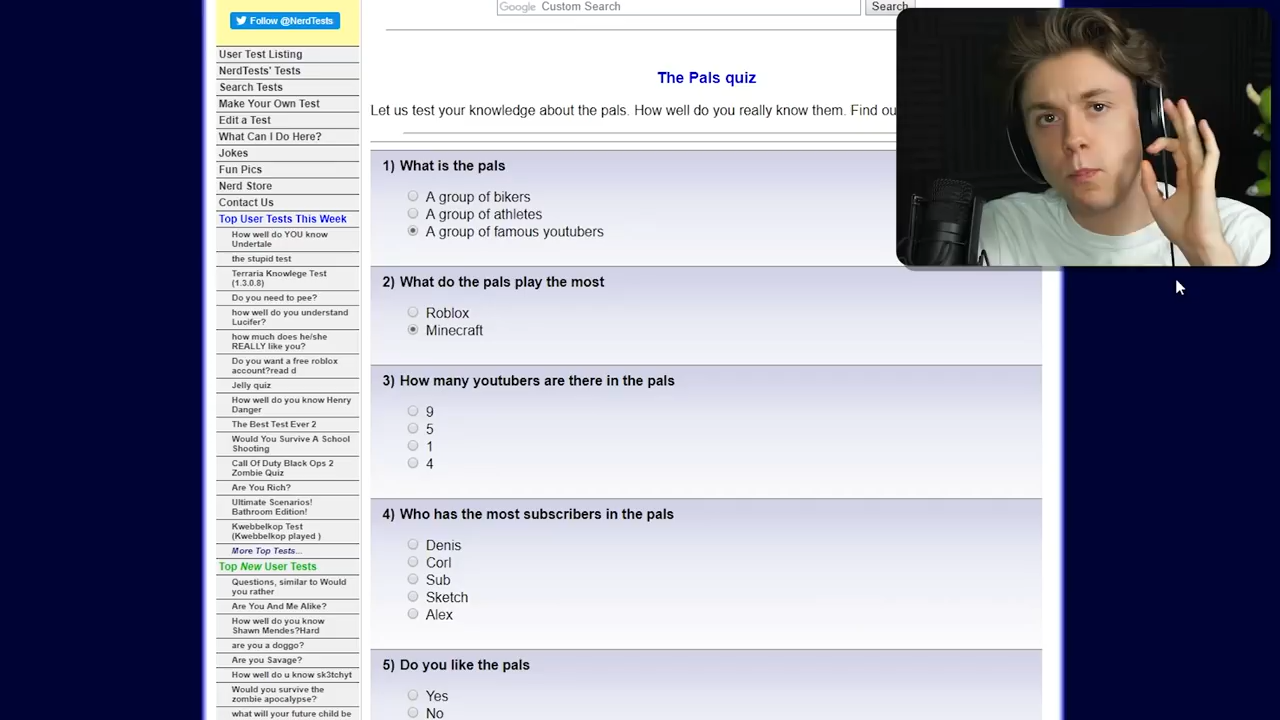 Follow @NerdTests
User Test Listing
NerdTests' Tests
Search Tests
Make Your Own Test
Edit a Test
What Can I Do Here?
Jokes
Fun Pics
Nerd Store
Contact Us
Top User Tests This Week
How well do YOU know
Undertale
the stupid test
Terraria Knowlege Test
(1.3.0.8)
Do you need to pee?
how well do you understand
Lucifer?
how much does he/she
REALLY like you?
Do you want a free roblox
account?read d
Jelly quiz
How well do you know Henry
Danger
The Best Test Ever 2
Would You Survive A School
Shooting
Call Of Duty Black Ops 2
Zombie Quiz
Are You Rich?
Ultimate Scenarios!
Bathroom Edition!
Kwebbelkop Test
(Kwebbelkop played )
More Top Tests...
Top New User Tests
Questions, similar to Would
you rather
Are You And Me Alike?
How well do you know
Shawn Mendes?Hard
are you a doggo?
Are you Savage?
How well do u know sk3tchyt
Would you survive the
zombie apocalypse?
what will your future child be
Google Custom Search
Search
The Pals quiz
Let us test your knowledge about the pals. How well do you really know them. Find ou
1) What is the pals
A group of bikers
A group of athletes
A group of famous youtubers
2) What do the pals play the most
Roblox
Minecraft
3) How many youtubers are there in the pals
9
5
1
4
4) Who has the most subscribers in the pals
Denis
Corl
Sub
Sketch
Alex
5) Do you like the pals
Yes
No